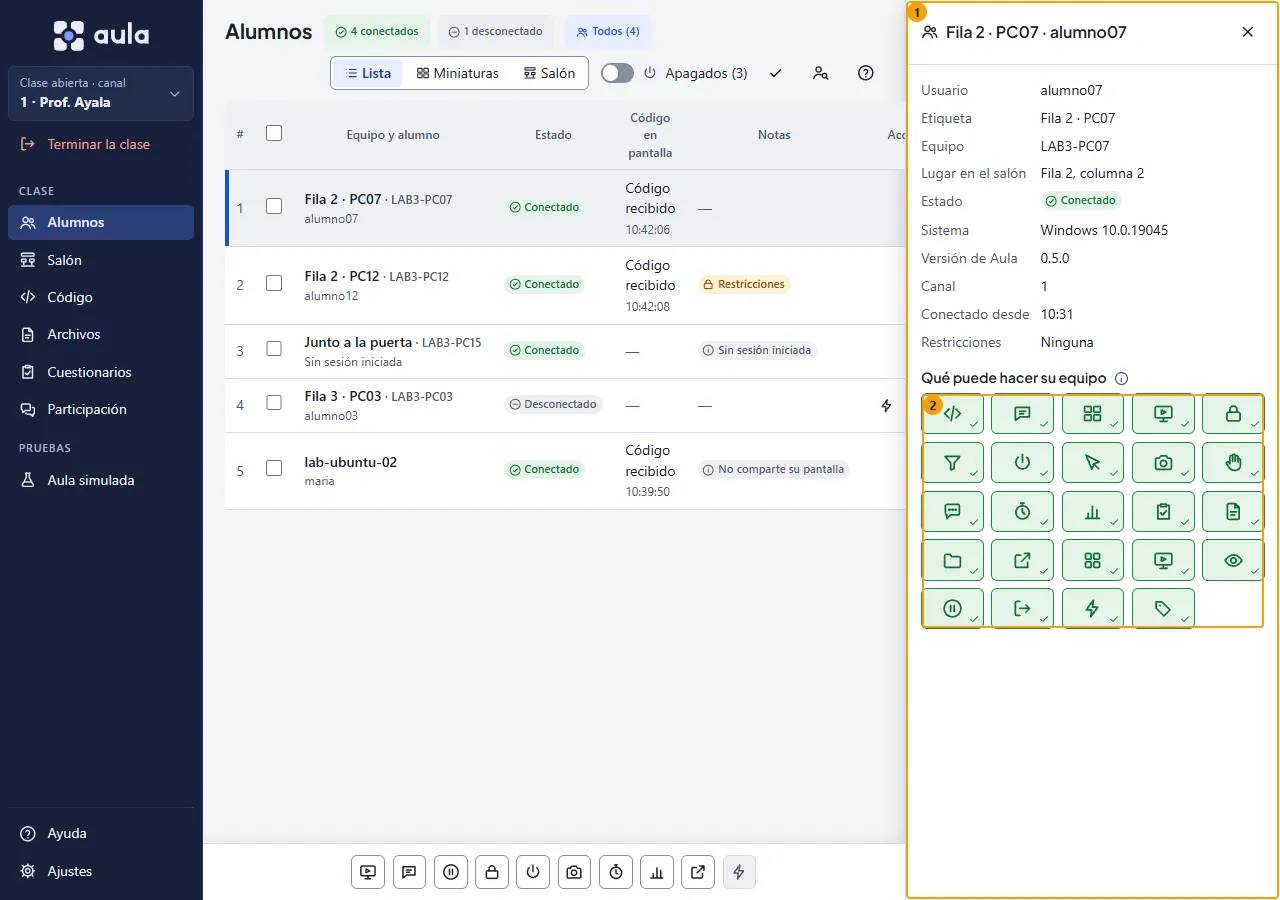 aula
Clase abierta · canal
1 · Prof. Ayala
Terminar la clase
CLASE
Alumnos
Salón
Código
Archivos
Cuestionarios
Participación
PRUEBAS
Aula simulada
Ayuda
Ajustes
Alumnos
4 conectados
1 desconectado
Todos (4)
Lista
Miniaturas
Salón
Apagados (3)
#
Equipo y alumno
Estado
Código
en
pantalla
Notas
Acc
1
Fila 2 · PC07 · LAB3-PC07
alumno07
Conectado
Código
recibido
10:42:06
—
2
Fila 2 · PC12 · LAB3-PC12
alumno12
Conectado
Código
recibido
10:42:08
Restricciones
3
Junto a la puerta · LAB3-PC15
Sin sesión iniciada
Conectado
—
Sin sesión iniciada
4
Fila 3 · PC03 · LAB3-PC03
alumno03
Desconectado
—
—
5
lab-ubuntu-02
maria
Conectado
Código
recibido
10:39:50
No comparte su pantalla
1
Fila 2 · PC07 · alumno07
Usuario alumno07
Etiqueta Fila 2 · PC07
Equipo LAB3-PC07
Lugar en el salón Fila 2, columna 2
Estado Conectado
Sistema Windows 10.0.19045
Versión de Aula 0.5.0
Canal 1
Conectado desde 10:31
Restricciones Ninguna
Qué puede hacer su equipo
2